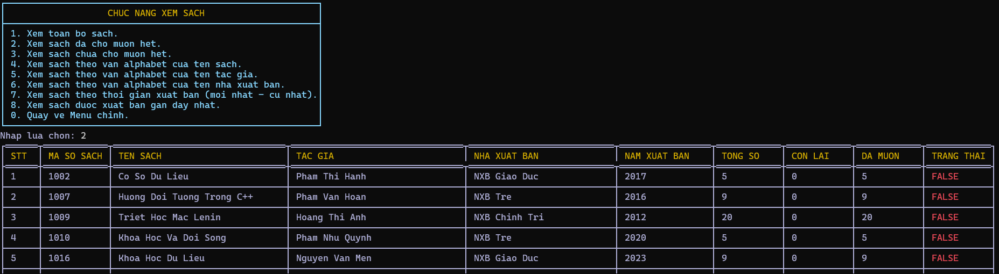 CHUC NANG XEM SACH
1. Xem toan bo sach.
2. Xem sach da cho muon het.
3. Xem sach chua cho muon het.
4. Xem sach theo van alphabet cua ten sach.
5. Xem sach theo van alphabet cua ten tac gia.
6. Xem sach theo van alphabet cua ten nha xuat ban.
7. Xem sach theo thoi gian xuat ban (moi nhat - cu nhat).
8. Xem sach duoc xuat ban gan day nhat.
0. Quay ve Menu chinh.
Nhap lua chon: 2
STT MA SO SACH TEN SACH TAC GIA NHA XUAT BAN NAM XUAT BAN TONG SO CON LAI DA MUON TRANG THAI
1 1002 Co So Du Lieu Pham Thi Hanh NXB Giao Duc 2017 5 0 5 FALSE
2 1007 Huong Doi Tuong Trong C++ Pham Van Hoan NXB Tre 2016 9 0 9 FALSE
3 1009 Triet Hoc Mac Lenin Hoang Thi Anh NXB Chinh Tri 2012 20 0 20 FALSE
4 1010 Khoa Hoc Va Doi Song Pham Nhu Quynh NXB Tre 2020 5 0 5 FALSE
5 1016 Khoa Hoc Du Lieu Nguyen Van Men NXB Giao Duc 2023 9 0 9 FALSE